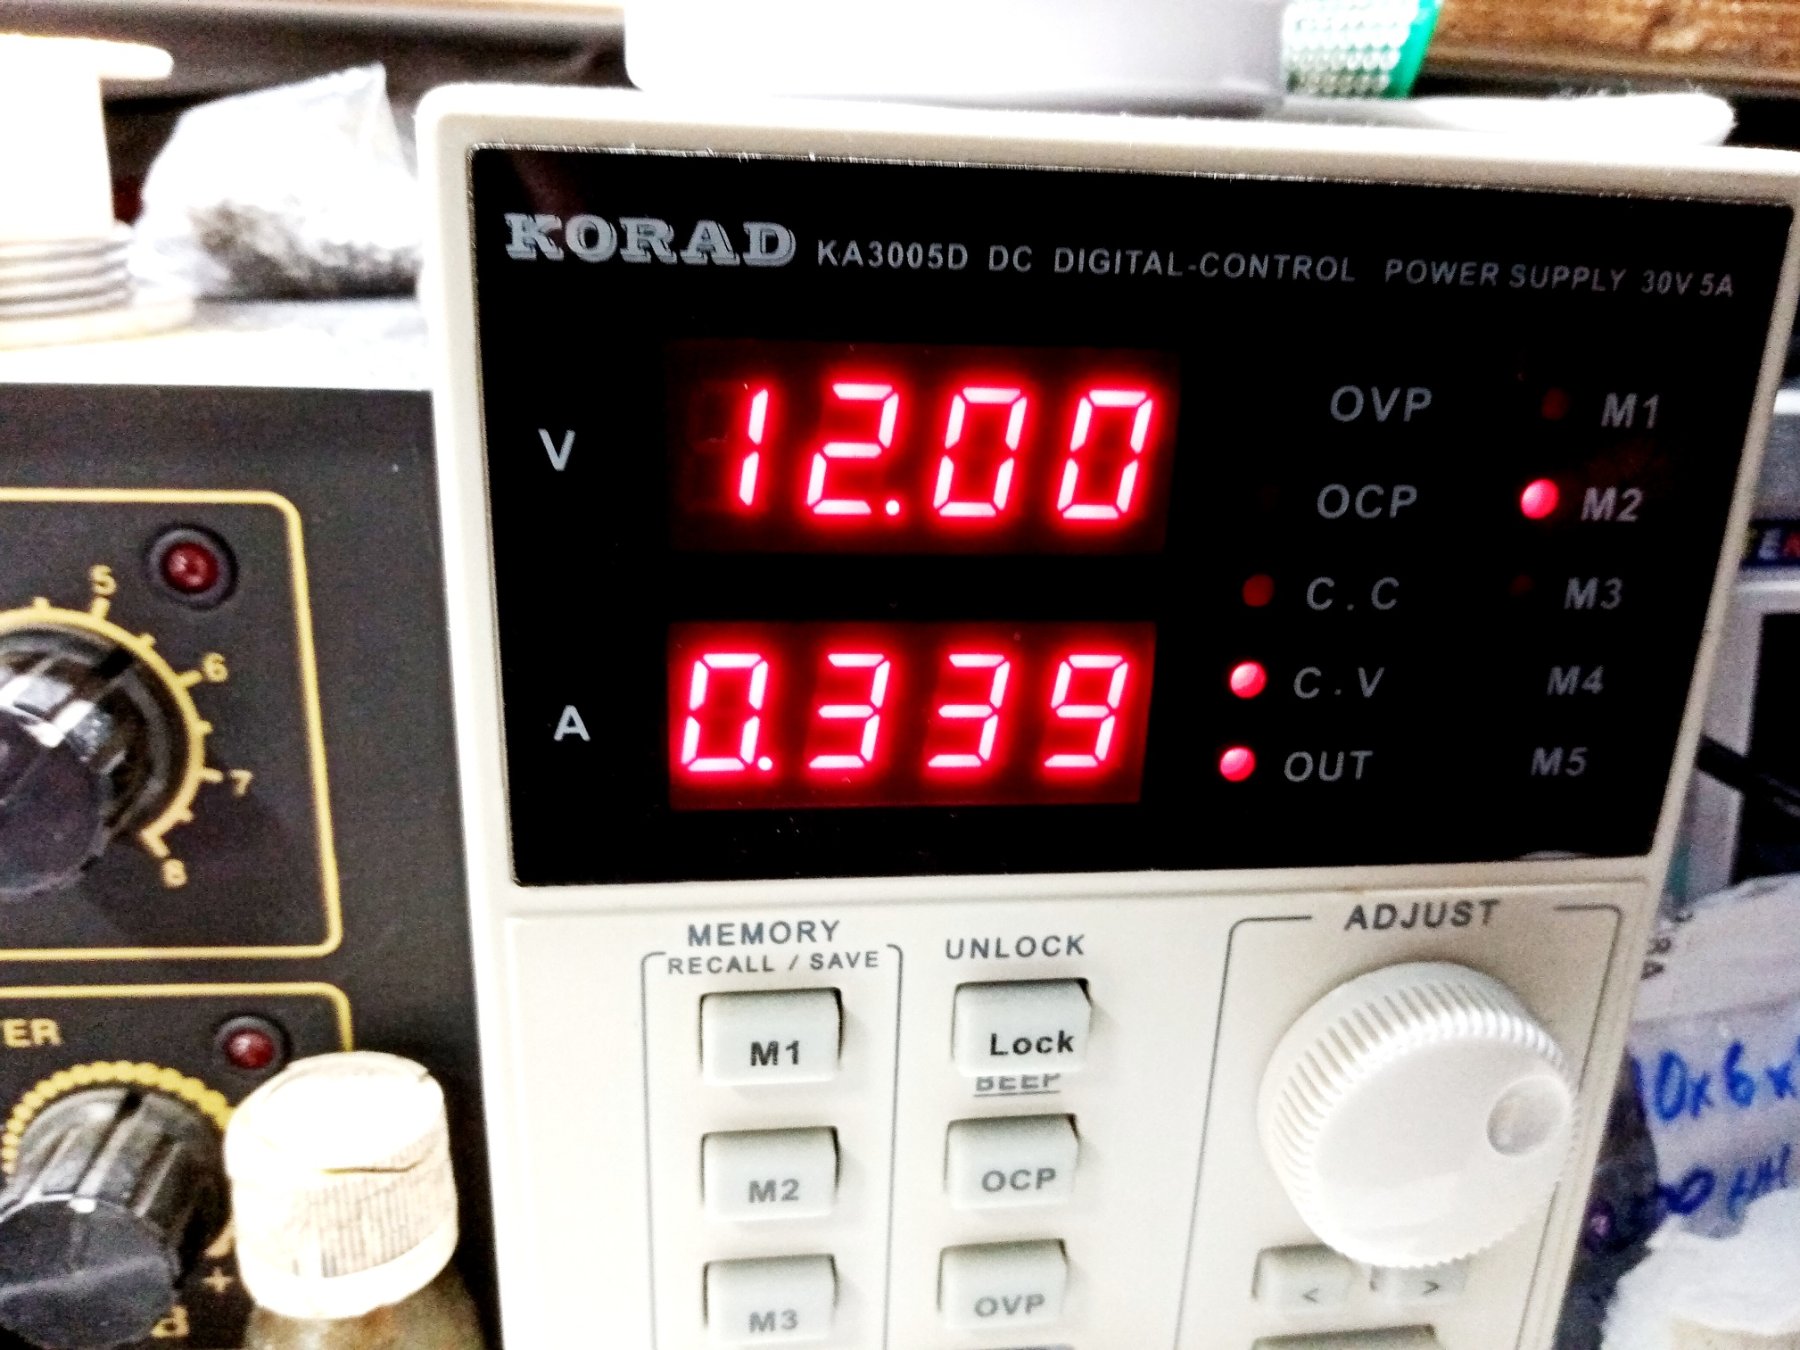 KORAD KA3005D DC DIGITAL-CONTROL POWER SUPPLY 30V 5A
V 12.00
A 0.339
OVP M1
OCP M2
C.C M3
C.V M4
OUT M5
MEMORY
RECALL / SAVE
M1
M2
M3
UNLOCK
Lock
BEEP
OCP
OVP
ADJUST
< >
5
6
7
8
+